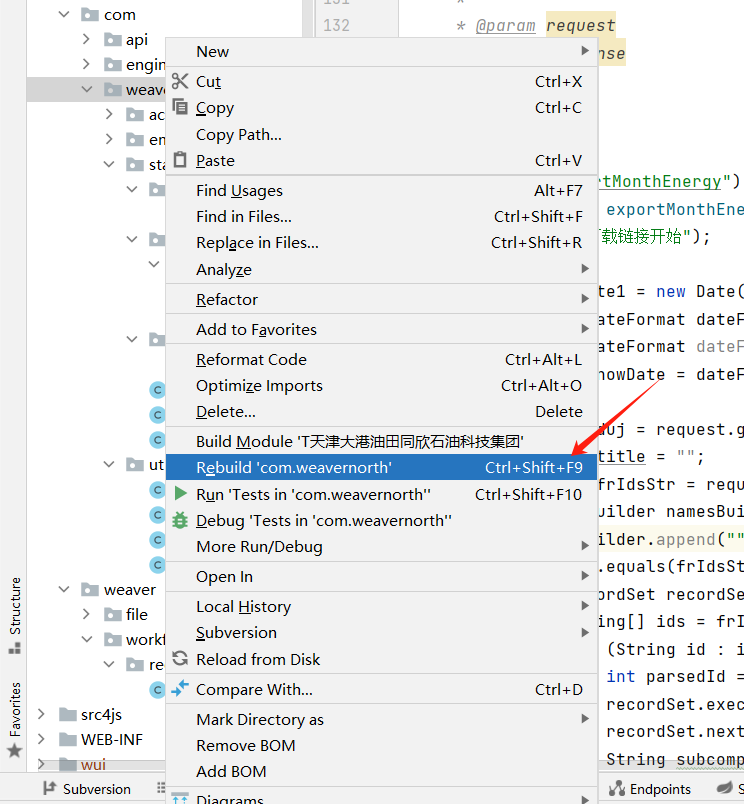 com
api
engin
weave
ac
en
sta
ut
weaver
file
workf
re
src4js
WEB-INF
wui
Structure
Favorites
Subversion
New
Cut Ctrl+X
Copy Ctrl+C
Copy Path...
Paste Ctrl+V
Find Usages Alt+F7
Find in Files... Ctrl+Shift+F
Replace in Files... Ctrl+Shift+R
Analyze
Refactor
Add to Favorites
Reformat Code Ctrl+Alt+L
Optimize Imports Ctrl+Alt+O
Delete... Delete
Build Module 'T天津大港油田同欣石油科技集团'
Rebuild 'com.weavernorth' Ctrl+Shift+F9
Run 'Tests in 'com.weavernorth'' Ctrl+Shift+F10
Debug 'Tests in 'com.weavernorth''
More Run/Debug
Open In
Local History
Subversion
Reload from Disk
Compare With... Ctrl+D
Mark Directory as
Remove BOM
Add BOM
Diagrams
131 *
132 * @param request
nse
rtMonthEnergy")
exportMonthEne
载链接开始");
te1 = new Date(
ateFormat dateF
ateFormat dateF
nowDate = dateF
duj = request.g
title = "";
frIdsStr = requ
uilder namesBui
ilder.append(""
.equals(frIdsSt
ordSet recordSe
ng[] ids = frI
(String id : i
int parsedId =
recordSet.exec
recordSet.next
String subcomp
Endpoints
S